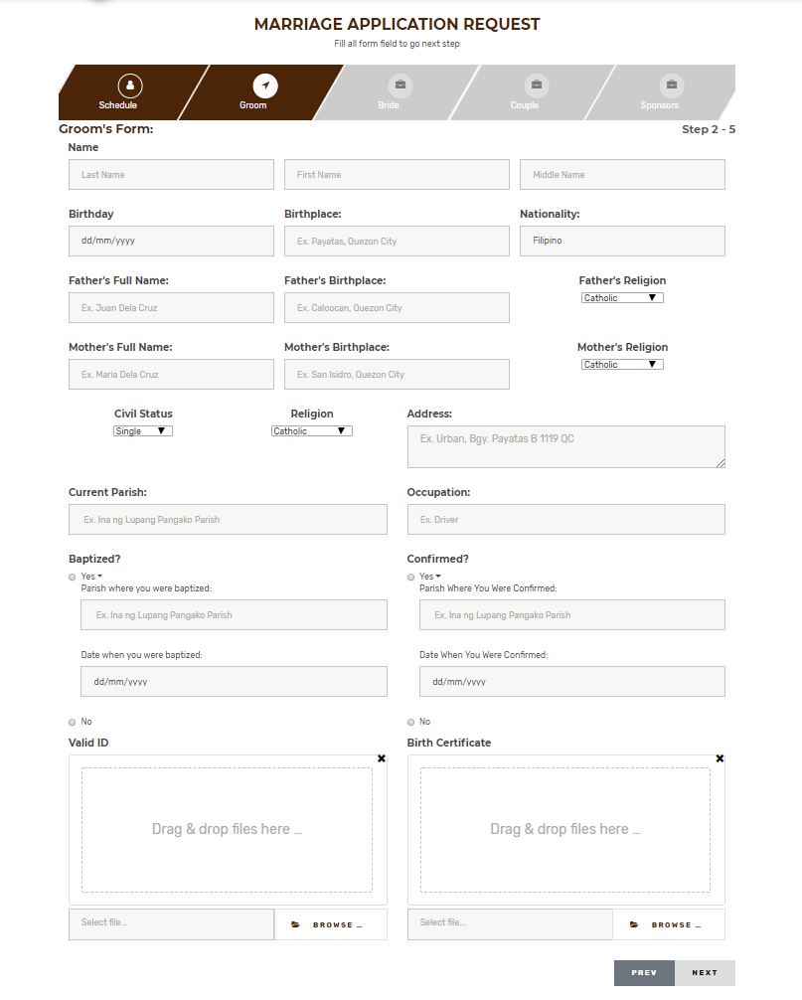 MARRIAGE APPLICATION REQUEST
Fill all form field to go next step
Schedule Groom Bride Couple Sponsors
Groom's Form: Step 2 - 5
Name
Last Name First Name Middle Name
Birthday Birthplace: Nationality:
dd/mm/yyyy Ex. Payatas, Quezon City Filipino
Father's Full Name: Father's Birthplace: Father's Religion
Ex. Juan Dela Cruz Ex. Caloocan, Quezon City Catholic
Mother's Full Name: Mother's Birthplace: Mother's Religion
Ex. Maria Dela Cruz Ex. San Isidro, Quezon City Catholic
Civil Status Religion Address:
Single Catholic Ex. Urban, Bgy. Payatas B 1119 QC
Current Parish: Occupation:
Ex. Ina ng Lupang Pangako Parish Ex. Driver
Baptized? Confirmed?
Yes Yes
Parish where you were baptized: Parish Where You Were Confirmed:
Ex. Ina ng Lupang Pangako Parish Ex. Ina ng Lupang Pangako Parish
Date when you were baptized: Date When You Were Confirmed:
dd/mm/yyyy dd/mm/yyyy
No No
Valid ID Birth Certificate
Drag & drop files here … Drag & drop files here …
Select file... BROWSE … Select file... BROWSE …
PREV NEXT